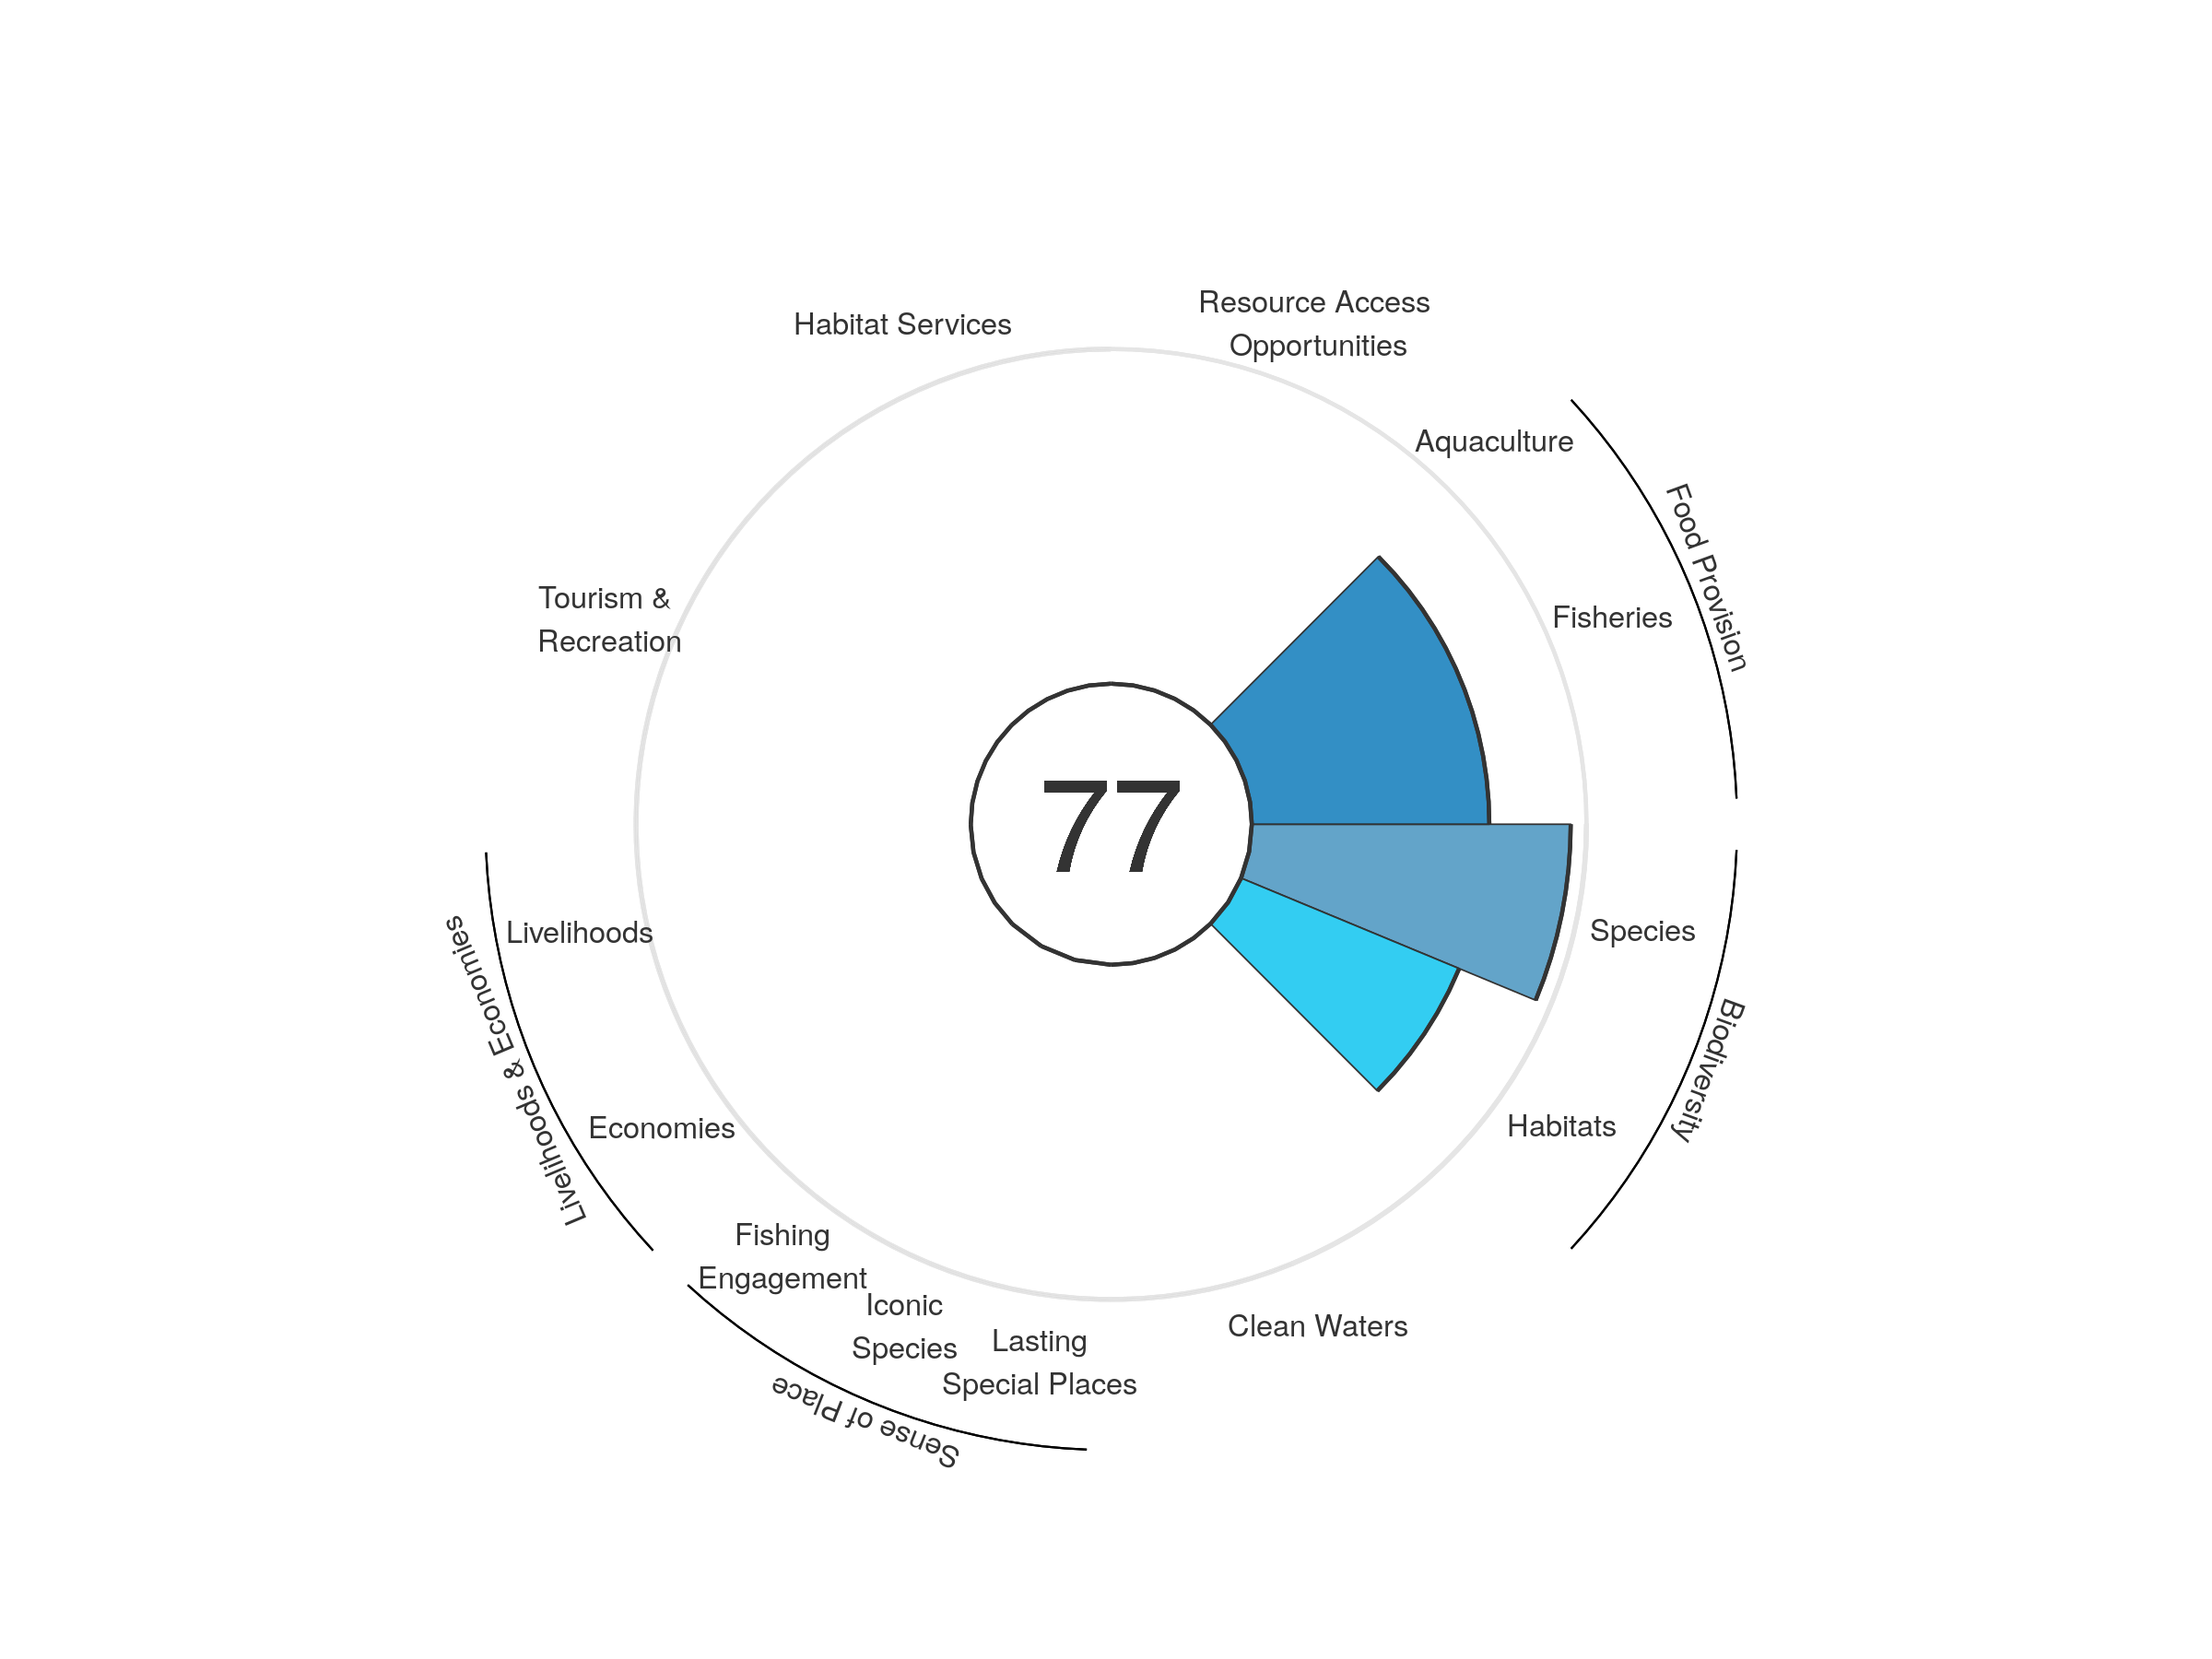 Resource Access
Opportunities
Habitat Services
Aquaculture
Food Provision
Fisheries
Tourism &
Recreation
77
Species
Livelihoods
Biodiversity
Livelihoods & Economies
Habitats
Economies
Fishing
Engagement
Iconic
Species
Lasting
Special Places
Clean Waters
Sense of Place